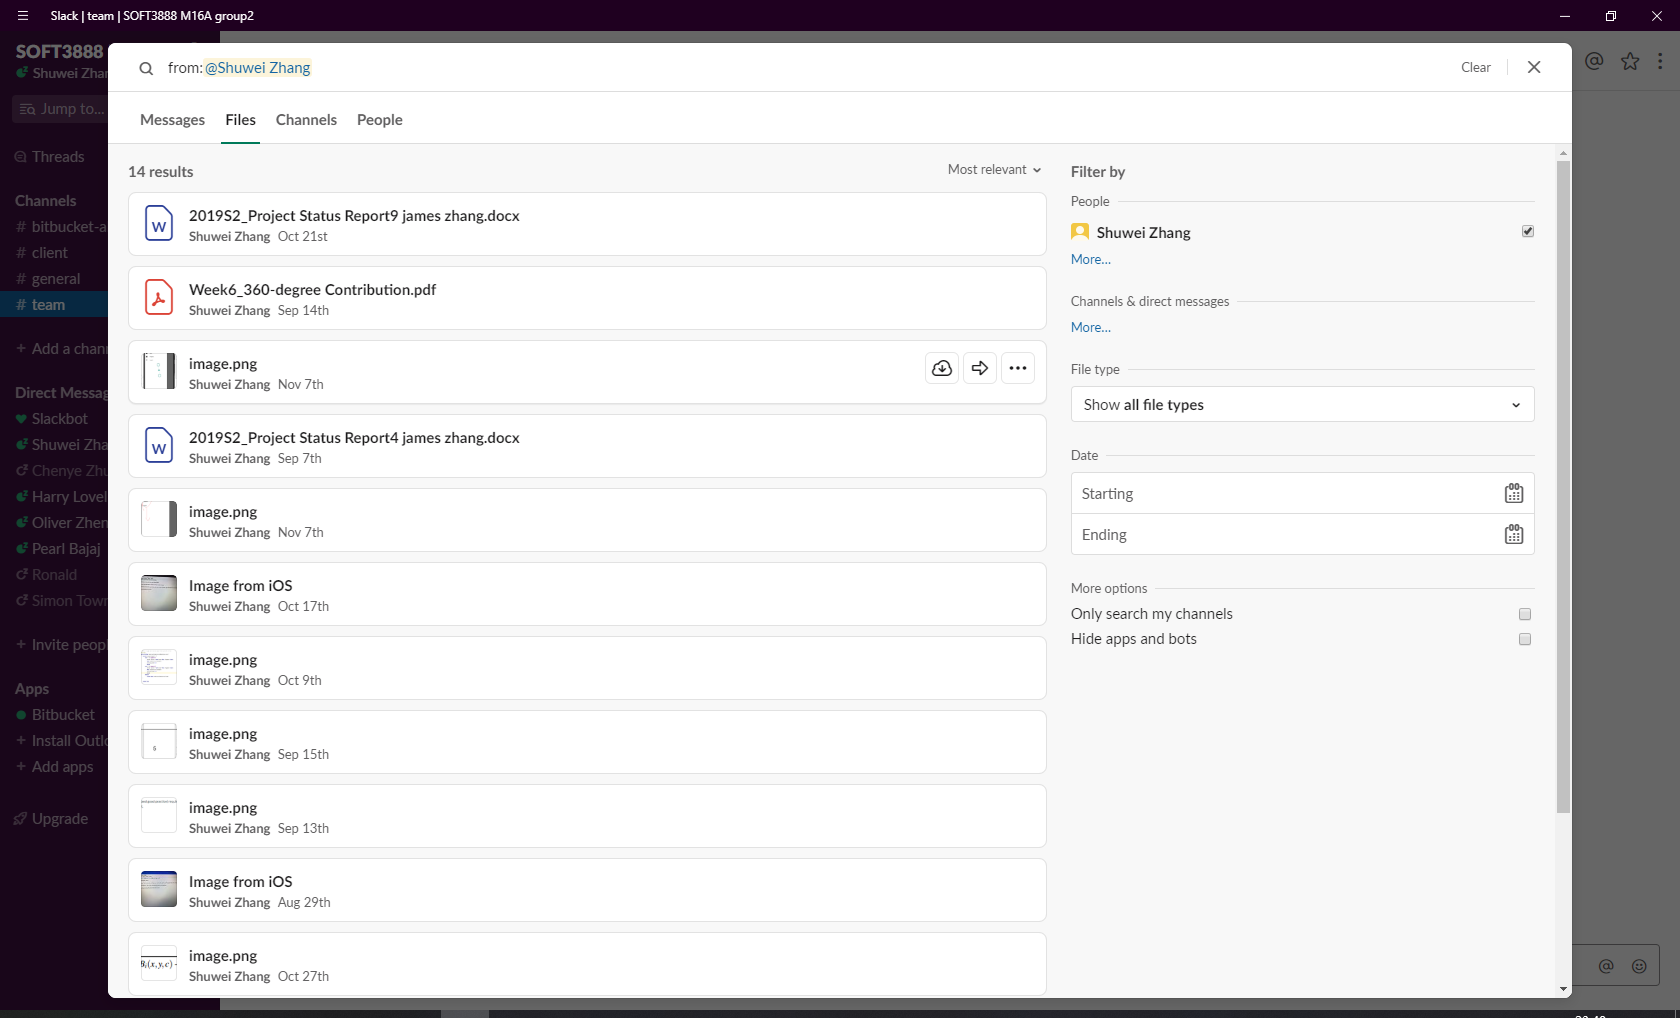 Slack | team | SOFT3888 M16A group2
SOFT3888
Shuwei Zhan
Jump to...
Threads
Channels
# bitbucket-a
# client
# general
# team
+ Add a chann
Direct Messag
Slackbot
Shuwei Zha
Chenye Zhu
Harry Lovel
Oliver Zhen
Pearl Bajaj
Ronald
Simon Town
+ Invite peopl
Apps
Bitbucket
+ Install Outlo
+ Add apps
Upgrade
from:@Shuwei Zhang
Clear
Messages Files Channels People
14 results
Most relevant
2019S2_Project Status Report9 james zhang.docx
Shuwei Zhang Oct 21st
Week6_360-degree Contribution.pdf
Shuwei Zhang Sep 14th
image.png
Shuwei Zhang Nov 7th
2019S2_Project Status Report4 james zhang.docx
Shuwei Zhang Sep 7th
image.png
Shuwei Zhang Nov 7th
Image from iOS
Shuwei Zhang Oct 17th
image.png
Shuwei Zhang Oct 9th
image.png
Shuwei Zhang Sep 15th
image.png
Shuwei Zhang Sep 13th
Image from iOS
Shuwei Zhang Aug 29th
image.png
Shuwei Zhang Oct 27th
Filter by
People
Shuwei Zhang
More...
Channels & direct messages
More...
File type
Show all file types
Date
Starting
Ending
More options
Only search my channels
Hide apps and bots